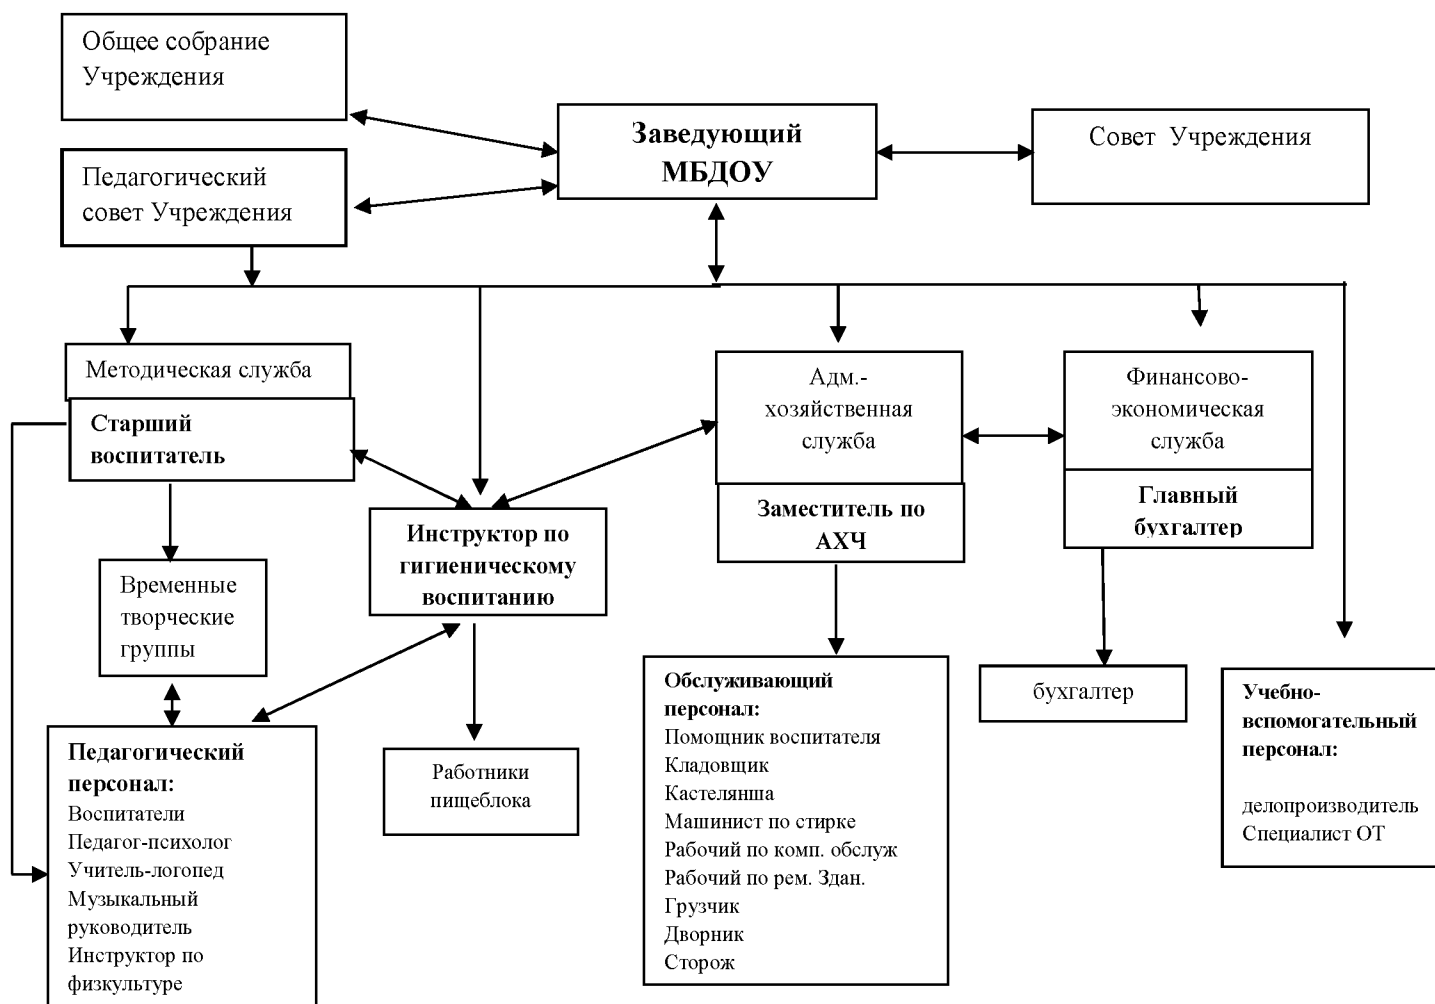 Общее собрание
Учреждения
Заведующий
МБДОУ
Совет Учреждения
Педагогический
совет Учреждения
Методическая служба
Старший
воспитатель
Адм.-
хозяйственная
служба
Заместитель по
АХЧ
Финансово-
экономическая
служба
Главный
бухгалтер
Инструктор по
гигиеническому
воспитанию
Временные
творческие
группы
Педагогический
персонал:
Воспитатели
Педагог-психолог
Учитель-логопед
Музыкальный
руководитель
Инструктор по
физкультуре
Работники
пищеблока
Обслуживающий
персонал:
Помощник воспитателя
Кладовщик
Кастелянша
Машинист по стирке
Рабочий по комп. обслуж
Рабочий по рем. Здан.
Грузчик
Дворник
Сторож
бухгалтер
Учебно-
вспомогательный
персонал:
делопроизводитель
Специалист ОТ